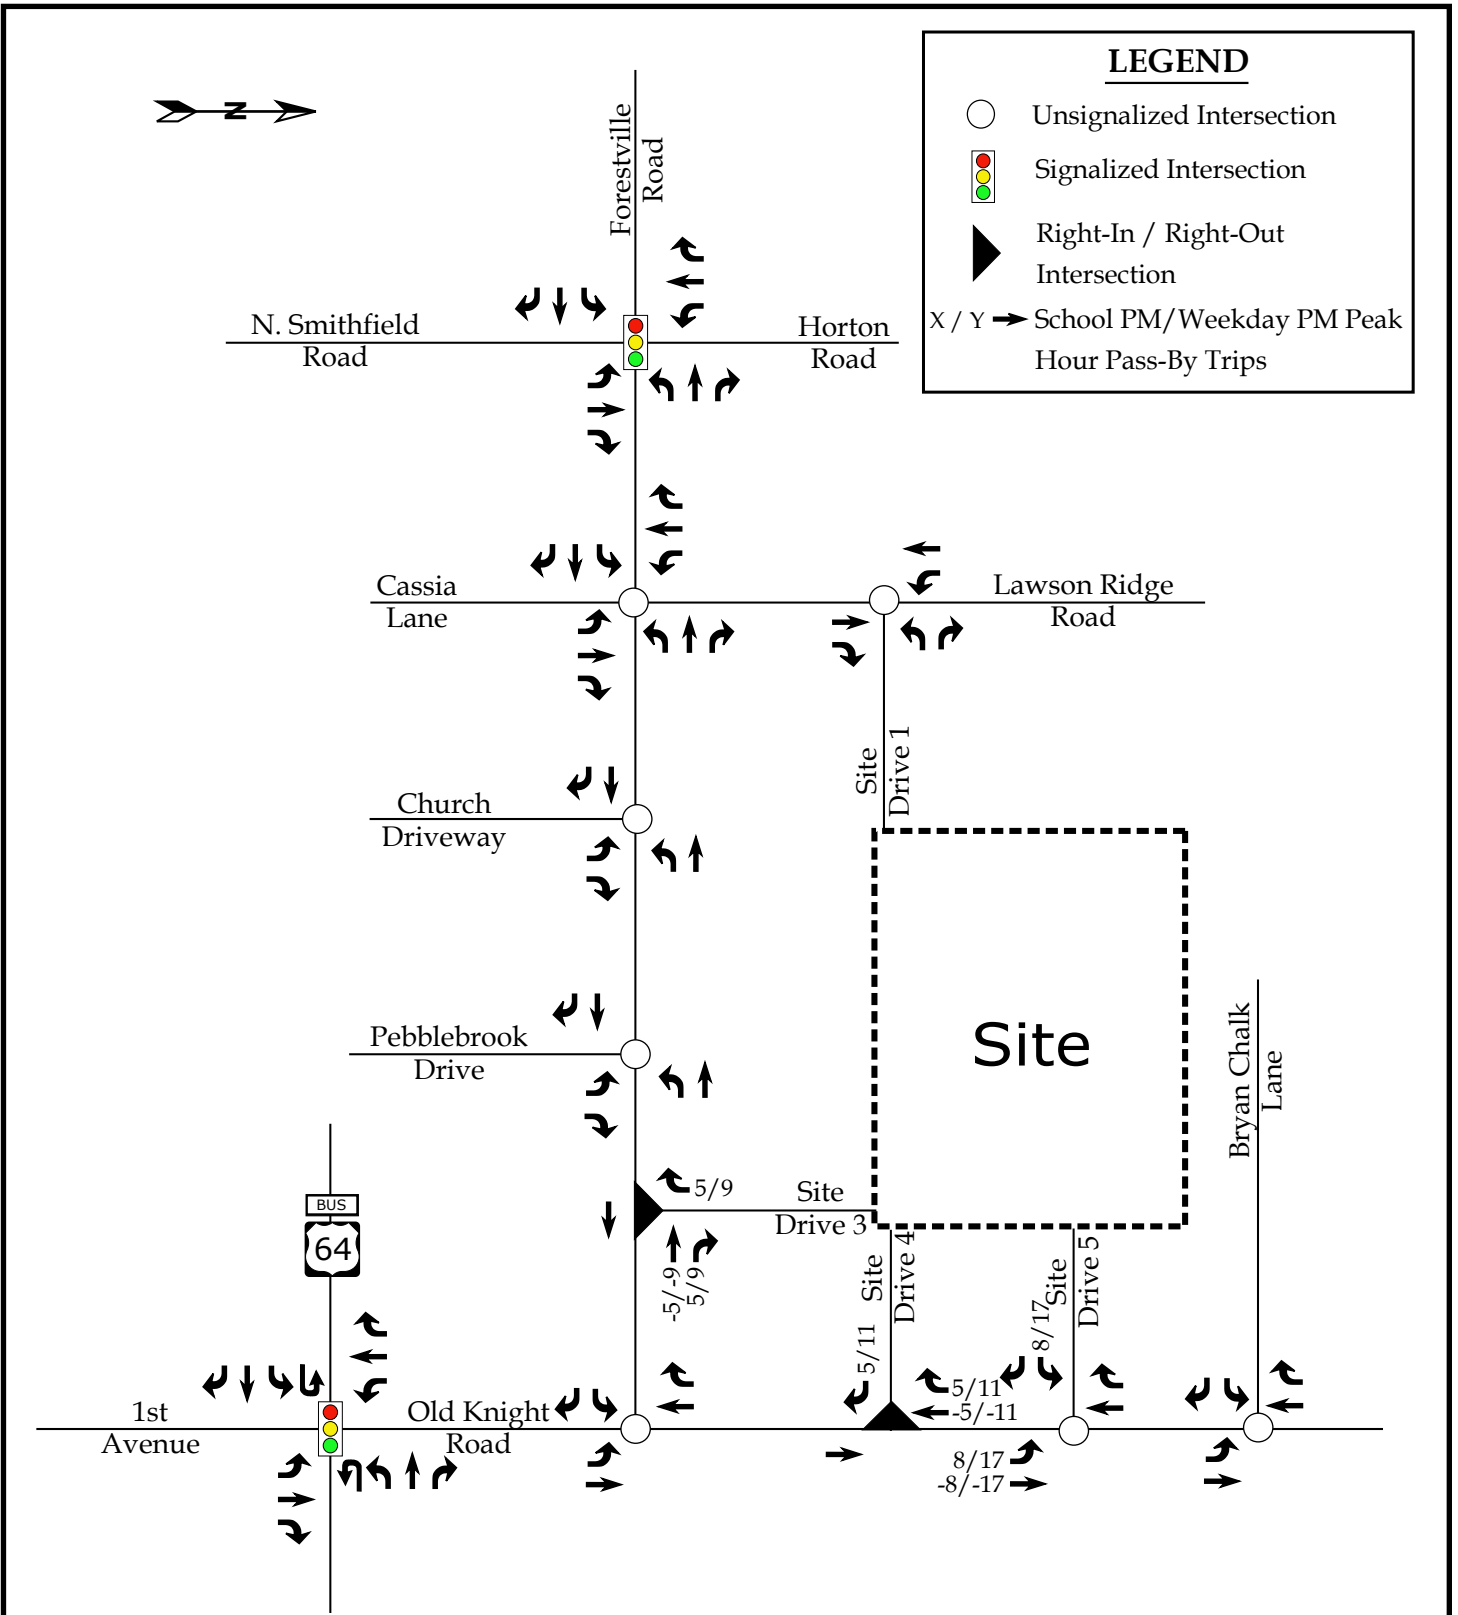 LEGEND
Unsignalized Intersection
Signalized Intersection
Right-In / Right-Out
Intersection
X / Y School PM/Weekday PM Peak
Hour Pass-By Trips
N
Forestville
Road
N. Smithfield
Road
Horton
Road
Cassia
Lane
Lawson Ridge
Road
Site
Drive 1
Church
Driveway
Site
Pebblebrook
Drive
Bryan Chalk
Lane
BUS
64
5/9
Site
Drive 3
-5/-9
5/9
Site
Drive 4
5/11
Site
Drive 5
8/17
5/11
-5/-11
1st
Avenue
Old Knight
Road
8/17
-8/-17